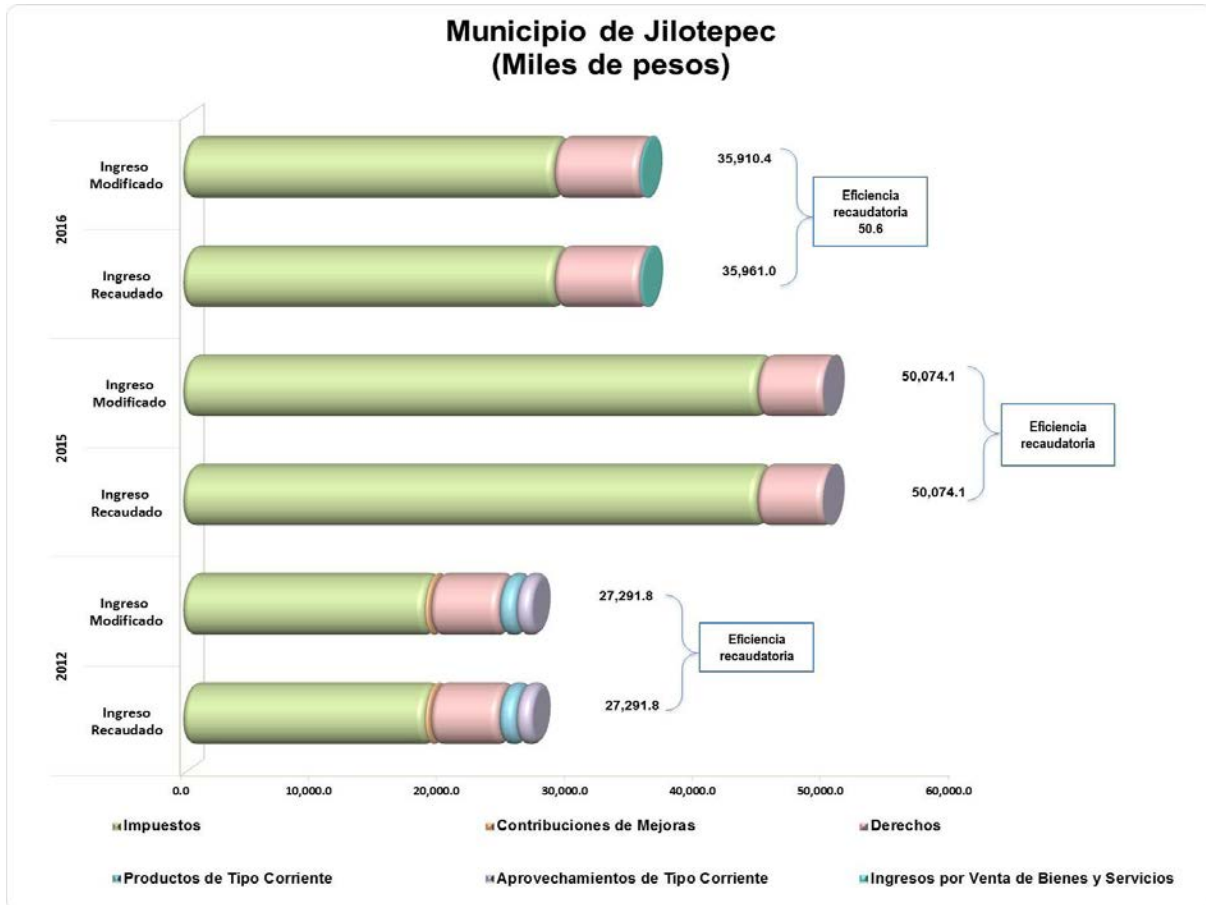 Municipio de Jilotepec
(Miles de pesos)
2016
Ingreso
Modificado
35,910.4
Ingreso
Recaudado
35,961.0
Eficiencia
recaudatoria
50.6
2015
Ingreso
Modificado
50,074.1
Ingreso
Recaudado
50,074.1
Eficiencia
recaudatoria
2012
Ingreso
Modificado
27,291.8
Ingreso
Recaudado
27,291.8
Eficiencia
recaudatoria
0.0 10,000.0 20,000.0 30,000.0 40,000.0 50,000.0 60,000.0
Impuestos Contribuciones de Mejoras Derechos
Productos de Tipo Corriente Aprovechamientos de Tipo Corriente Ingresos por Venta de Bienes y Servicios